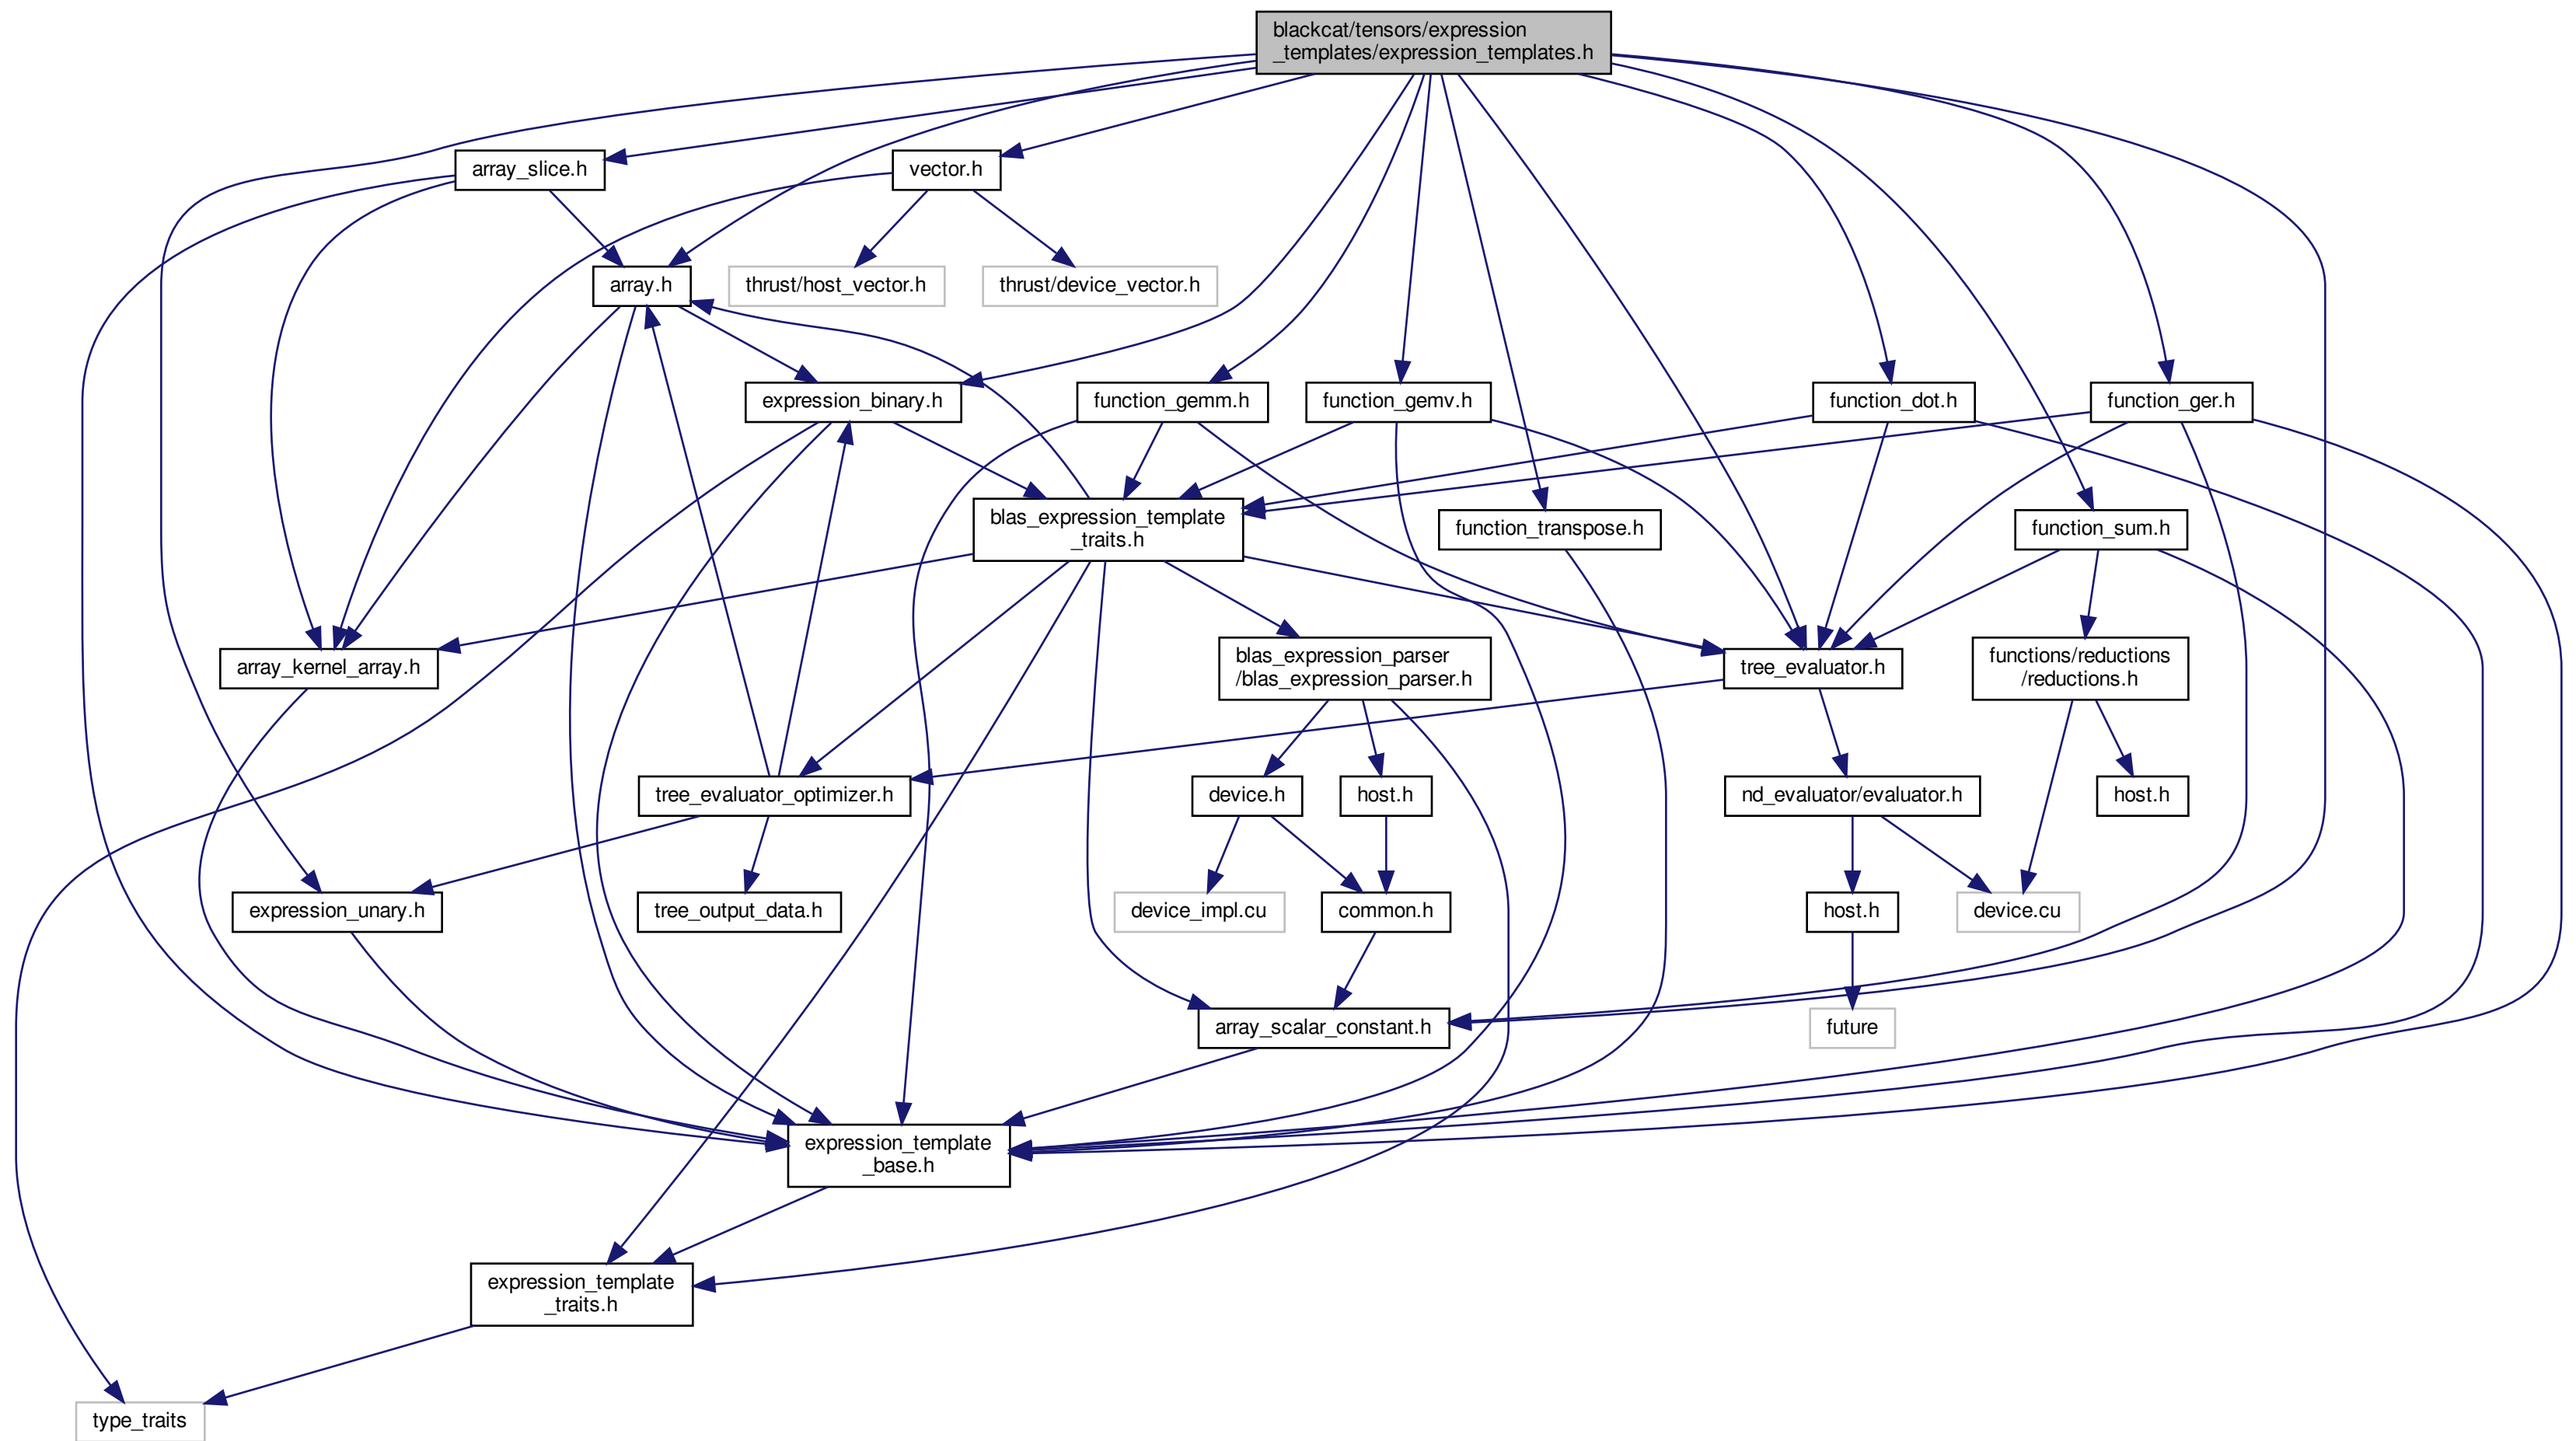 blackcat/tensors/expression
_templates/expression_templates.h
array_slice.h
vector.h
array.h
thrust/host_vector.h
thrust/device_vector.h
expression_binary.h
function_gemm.h
function_gemv.h
function_dot.h
function_ger.h
blas_expression_template
_traits.h
function_transpose.h
function_sum.h
array_kernel_array.h
blas_expression_parser
/blas_expression_parser.h
tree_evaluator.h
functions/reductions
/reductions.h
tree_evaluator_optimizer.h
device.h
host.h
nd_evaluator/evaluator.h
host.h
expression_unary.h
tree_output_data.h
device_impl.cu
common.h
host.h
device.cu
array_scalar_constant.h
future
expression_template
_base.h
expression_template
_traits.h
type_traits